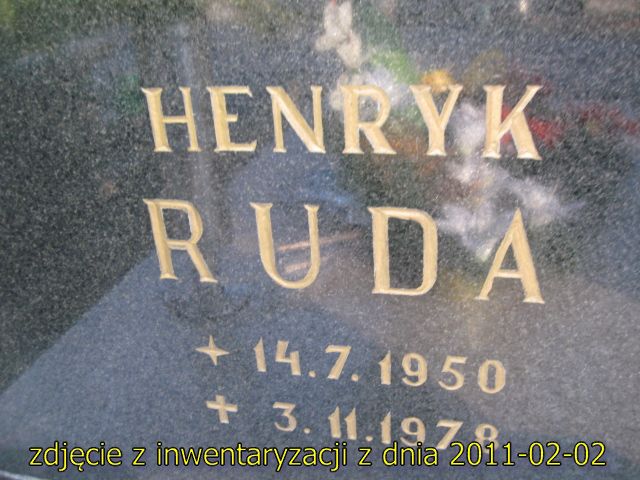 HENRYK
RUDA
14.7.1950
3.11.1978
zdjęcie z inwentaryzacji z dnia 2011-02-02